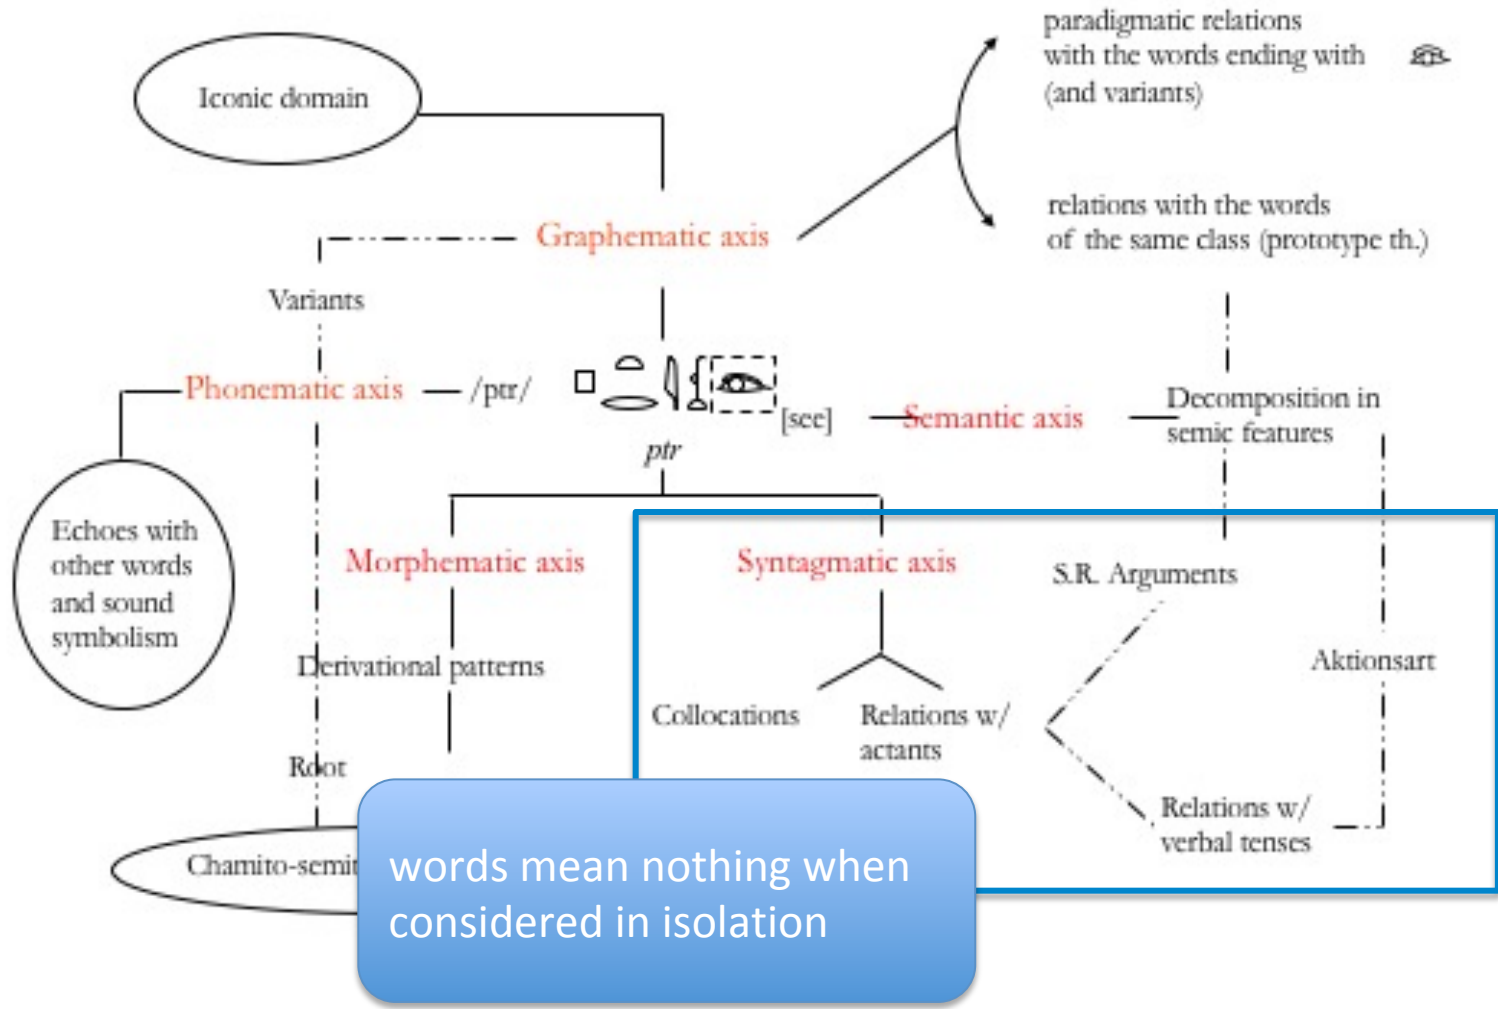 paradigmatic relations
with the words ending with
(and variants)
Iconic domain
relations with the words
of the same class (prototype th.)
Graphematic axis
Variants
Phonematic axis
/ptr/
[see]
Semantic axis
Decomposition in
semic features
ptr
Echoes with
other words
and sound
symbolism
Morphematic axis
Syntagmatic axis
S.R. Arguments
Derivational patterns
Aktionsart
Collocations
Relations w/
actants
Root
Relations w/
verbal tenses
Chamito-semit
words mean nothing when
considered in isolation